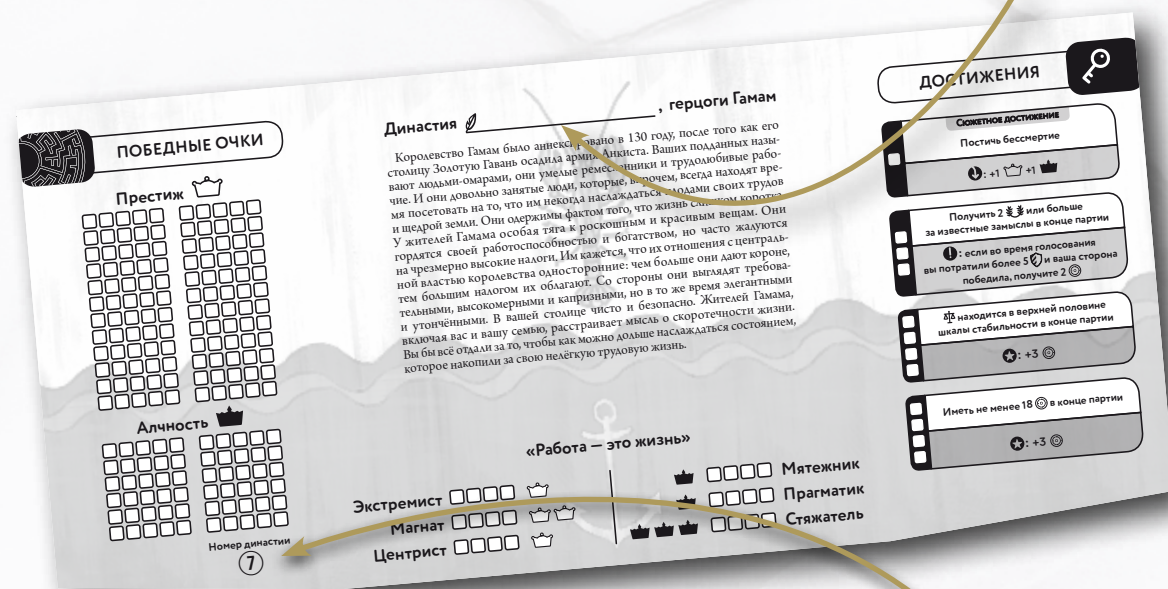 ПОБЕДНЫЕ ОЧКИ
Престиж
Алчность
Номер династии
7
Династия , герцоги Гамам
Королевство Гамам было аннексировано в 130 году, после того как его
столицу Золотую Гавань осадила армия Анкиста. Ваших подданных назы-
вают людьми-омарами, они умелые ремесленники и трудолюбивые рабо-
чие. И они довольно занятые люди, которые, впрочем, всегда находят вре-
мя посетовать на то, что им некогда наслаждаться плодами своих трудов
и щедрой земли. Они одержимы фактом того, что жизнь слишком коротка.
У жителей Гамама особая тяга к роскошным и красивым вещам. Они
гордятся своей работоспособностью и богатством, но часто жалуются
на чрезмерно высокие налоги. Им кажется, что их отношения с централь-
ной властью королевства односторонние: чем больше они дают короне,
тем большим налогом их облагают. Со стороны они выглядят требова-
тельными, высокомерными и капризными, но в то же время элегантными
и утончёнными. В вашей столице чисто и безопасно. Жителей Гамама,
включая вас и вашу семью, расстраивает мысль о скоротечности жизни.
Вы бы всё отдали за то, чтобы как можно дольше наслаждаться состоянием,
которое накопили за свою нелёгкую трудовую жизнь.
«Работа — это жизнь»
Экстремист
Магнат
Центрист
Мятежник
Прагматик
Стяжатель
ДОСТИЖЕНИЯ
Сюжетное достижение
Постичь бессмертие
: +1 +1
Получить 2 или больше
за известные замыслы в конце партии
: если во время голосования
вы потратили более 5 и ваша сторона
победила, получите 2
находится в верхней половине
шкалы стабильности в конце партии
: +3
Иметь не менее 18 в конце партии
: +3